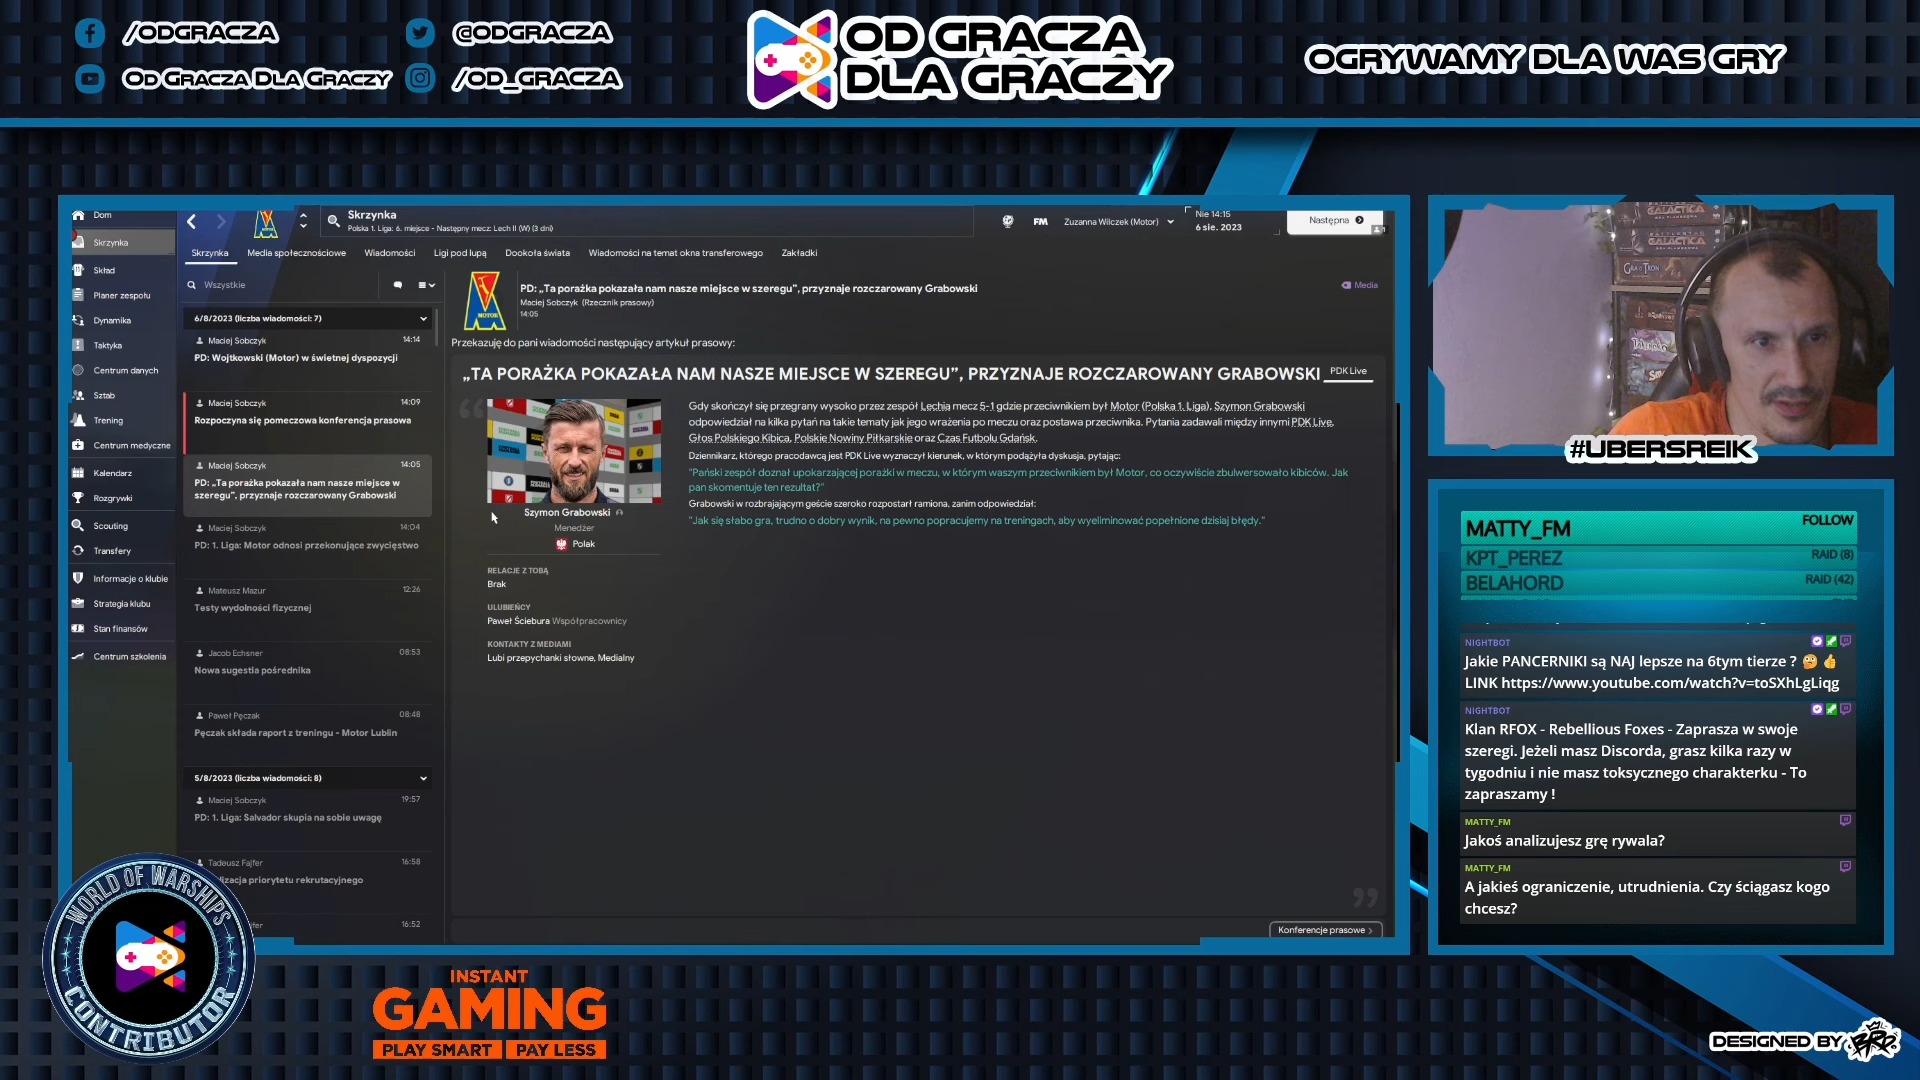 /ODGRACZA
@ODGRACZA
OD GRACZA DLA GRACZY
/OD_GRACZA
OD GRACZA
DLA GRACZY
OGRYWAMY DLA WAS GRY
Dom
Skrzynka
Skład
Planer zespołu
Dynamika
Taktyka
Centrum danych
Sztab
Trening
Centrum medyczne
Kalendarz
Rozgrywki
Scouting
Transfery
Informacje o klubie
Strategia klubu
Stan finansów
Centrum szkolenia
Skrzynka
Polska 1. Liga: 6. miejsce - Następny mecz: Lech II (W) (3 dni)
FM
Zuzanna Wilczek (Motor)
Nie 14:15
6 sie. 2023
Następna
Skrzynka
Media społecznościowe
Wiadomości
Ligi pod lupą
Dookoła świata
Wiadomości na temat okna transferowego
Zakładki
Wszystkie
6/8/2023 (liczba wiadomości: 7)
Maciej Sobczyk 14:14
PD: Wojtkowski (Motor) w świetnej dyspozycji
Maciej Sobczyk 14:09
Rozpoczyna się pomeczowa konferencja prasowa
Maciej Sobczyk 14:05
PD: „Ta porażka pokazała nam nasze miejsce w
szeregu”, przyznaje rozczarowany Grabowski
Maciej Sobczyk 14:04
PD: 1. Liga: Motor odnosi przekonujące zwycięstwo
Mateusz Mazur 12:26
Testy wydolności fizycznej
Jacob Echsner 08:53
Nowa sugestia pośrednika
Paweł Pęczak 08:48
Pęczak składa raport z treningu - Motor Lublin
5/8/2023 (liczba wiadomości: 8)
Maciej Sobczyk 19:57
PD: 1. Liga: Salvador skupia na sobie uwagę
Tadeusz Fajfer 16:58
lizacja priorytetu rekrutacyjnego
fer 16:52
MOTOR
PD: „Ta porażka pokazała nam nasze miejsce w szeregu”, przyznaje rozczarowany Grabowski
Maciej Sobczyk (Rzecznik prasowy)
14:05
Media
Przekazuję do pani wiadomości następujący artykuł prasowy:
„TA PORAŻKA POKAZAŁA NAM NASZE MIEJSCE W SZEREGU”, PRZYZNAJE ROZCZAROWANY GRABOWSKI
PDK Live
Gdy skończył się przegrany wysoko przez zespół Lechia mecz 5-1 gdzie przeciwnikiem był Motor (Polska 1. Liga), Szymon Grabowski
odpowiedział na kilka pytań na takie tematy jak jego wrażenia po meczu oraz postawa przeciwnika. Pytania zadawali między innymi PDK Live,
Głos Polskiego Kibica, Polskie Nowiny Piłkarskie oraz Czas Futbolu Gdańsk.
Dziennikarz, którego pracodawcą jest PDK Live wyznaczył kierunek, w którym podążyła dyskusja, pytając:
"Pański zespół doznał upokarzającej porażki w meczu, w którym waszym przeciwnikiem był Motor, co oczywiście zbulwersowało kibiców. Jak
pan skomentuje ten rezultat?"
Grabowski w rozbrajającym geście szeroko rozpostarł ramiona, zanim odpowiedział:
"Jak się słabo gra, trudno o dobry wynik, na pewno popracujemy na treningach, aby wyeliminować popełnione dzisiaj błędy."
Szymon Grabowski
Menedżer
Polak
RELACJE Z TOBĄ
Brak
ULUBIEŃCY
Paweł Ściebura Współpracownicy
KONTAKTY Z MEDIAMI
Lubi przepychanki słowne, Medialny
Konferencje prasowe
GALACTICA
GALACTICA
#UBERSREIK
MATTY_FM FOLLOW
KPT_PEREZ RAID (8)
BELAHORD RAID (42)
NIGHTBOT
Jakie PANCERNIKI są NAJ lepsze na 6tym tierze ? 🤔 👍
LINK https://www.youtube.com/watch?v=toSXhLgLiqg
NIGHTBOT
Klan RFOX - Rebellious Foxes - Zaprasza w swoje
szeregi. Jeżeli masz Discorda, grasz kilka razy w
tygodniu i nie masz toksycznego charakterku - To
zapraszamy !
MATTY_FM
Jakoś analizujesz grę rywala?
MATTY_FM
A jakieś ograniczenie, utrudnienia. Czy ściągasz kogo
chcesz?
WORLD OF WARSHIPS
CONTRIBUTOR
INSTANT
GAMING
PLAY SMART PAY LESS
DESIGNED BY BRD